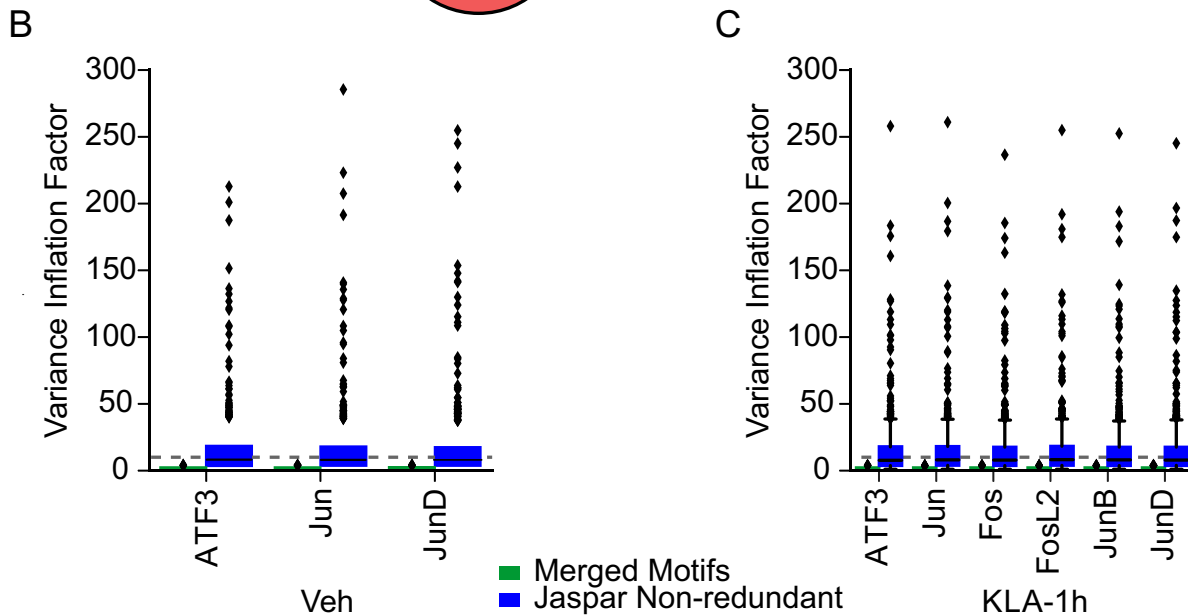 B
Variance Inflation Factor
300
250
200
150
100
50
0
ATF3
Jun
JunD
Veh
C
Variance Inflation Factor
300
250
200
150
100
50
0
ATF3
Jun
Fos
FosL2
JunB
JunD
KLA-1h
Merged Motifs
Jaspar Non-redundant